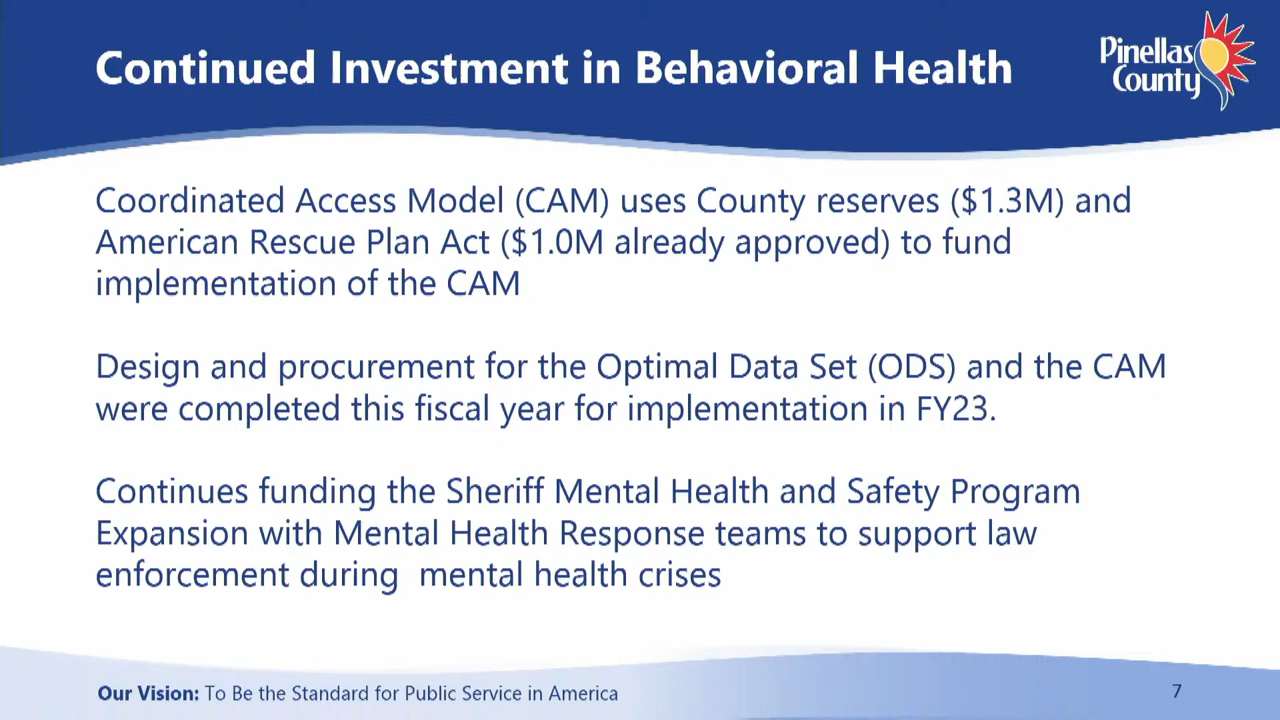 Continued Investment in Behavioral Health
Pinellas
County
Coordinated Access Model (CAM) uses County reserves ($1.3M) and
American Rescue Plan Act ($1.0M already approved) to fund
implementation of the CAM
Design and procurement for the Optimal Data Set (ODS) and the CAM
were completed this fiscal year for implementation in FY23.
Continues funding the Sheriff Mental Health and Safety Program
Expansion with Mental Health Response teams to support law
enforcement during  mental health crises
Our Vision: To Be the Standard for Public Service in America
7